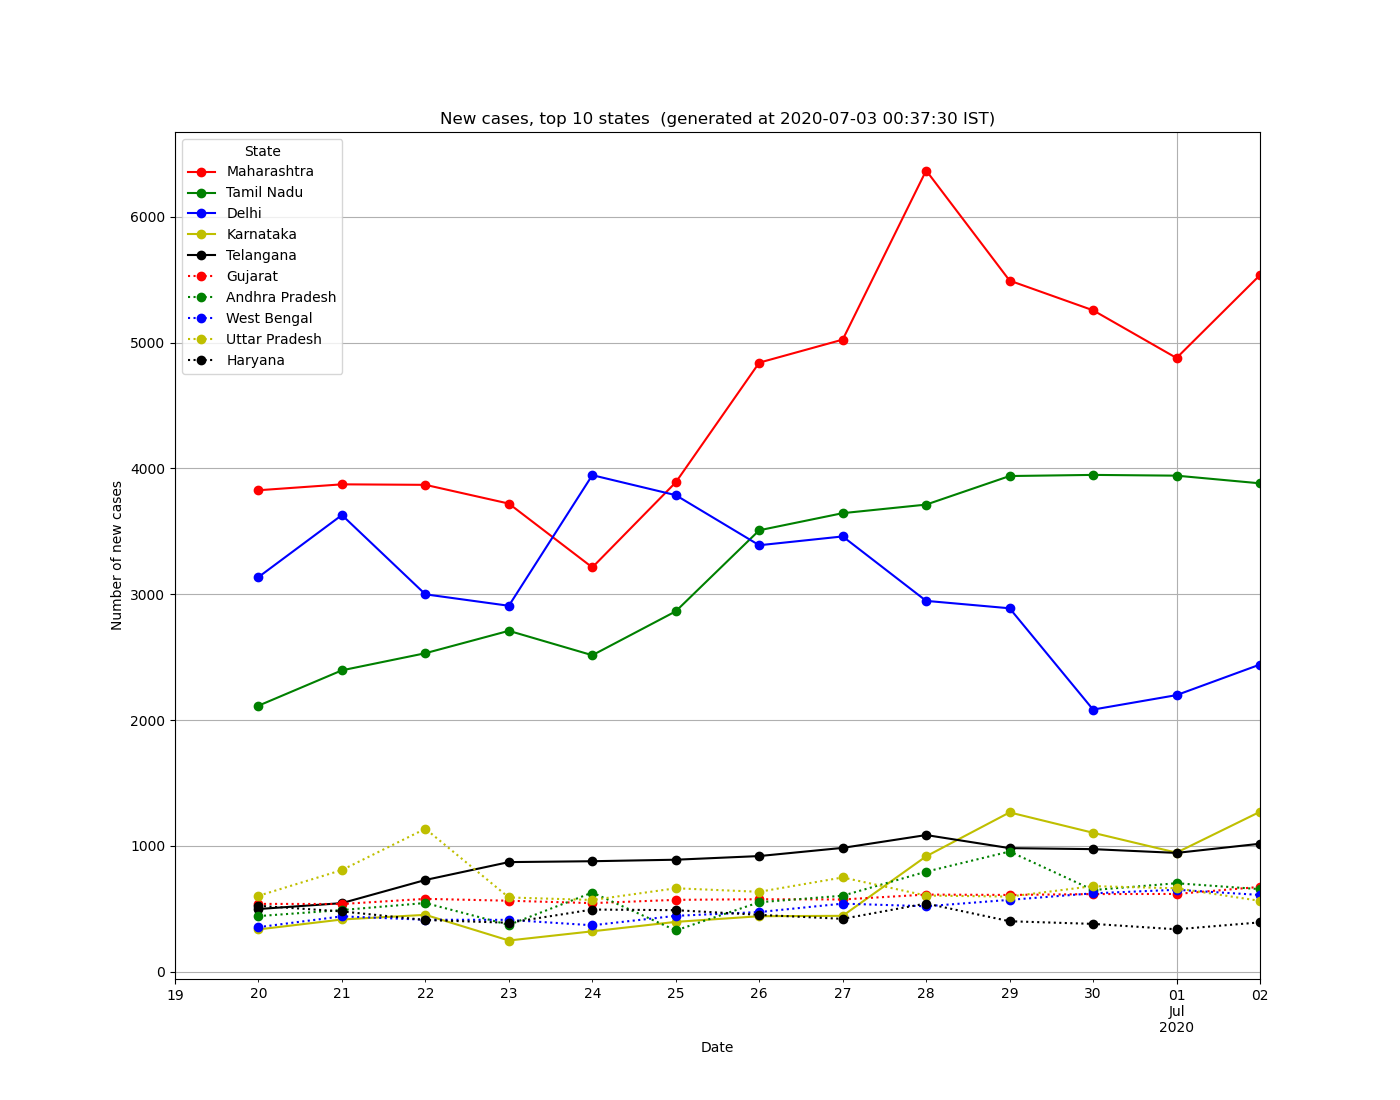 New cases, top 10 states  (generated at 2020-07-03 00:37:30 IST)
State
Maharashtra
Tamil Nadu
Delhi
Karnataka
Telangana
Gujarat
Andhra Pradesh
West Bengal
Uttar Pradesh
Haryana
Number of new cases
6000
5000
4000
3000
2000
1000
0
19 20 21 22 23 24 25 26 27 28 29 30 01 02
Jul
2020
Date